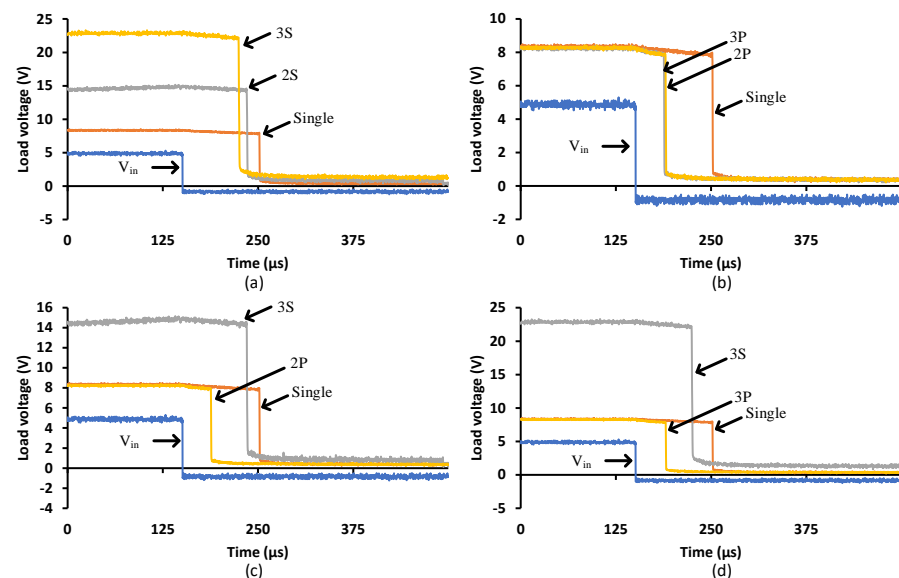 25
20
15
10
5
0
-5
Load voltage (V)
3S
2S
Single
Vin
0 125 250 375
Time (µs)
(a)
10
8
6
4
2
0
-2
Load voltage (V)
3P
2P
Single
Vin
0 125 250 375
Time (µs)
(b)
16
14
12
10
8
6
4
2
0
-2
-4
Load voltage (V)
3S
2P
Single
Vin
0 125 250 375
Time (µs)
(c)
25
20
15
10
5
0
-5
Load voltage (V)
3S
3P
Single
Vin
0 125 250 375
Time (µs)
(d)